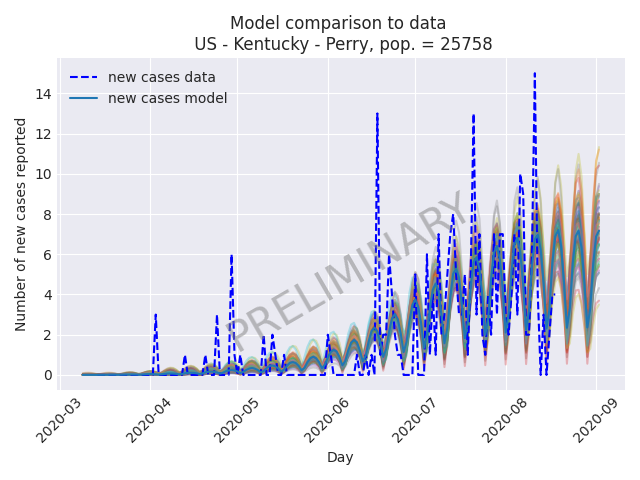 Model comparison to data
US - Kentucky - Perry, pop. = 25758
new cases data
new cases model
PRELIMINARY
Number of new cases reported
14
12
10
8
6
4
2
0
2020-03
2020-04
2020-05
2020-06
2020-07
2020-08
2020-09
Day